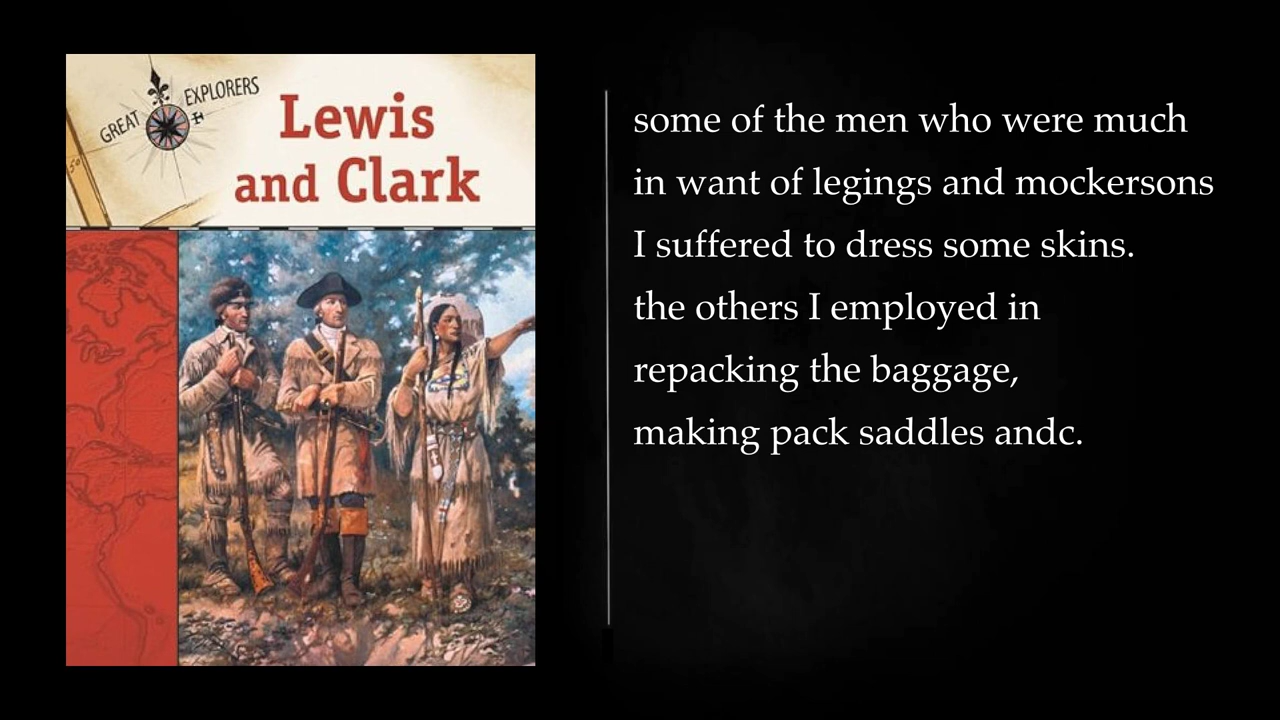 GREAT EXPLORERS
Lewis
and Clark
50
some of the men who were much
in want of legings and mockersons
I suffered to dress some skins.
the others I employed in
repacking the baggage,
making pack saddles andc.